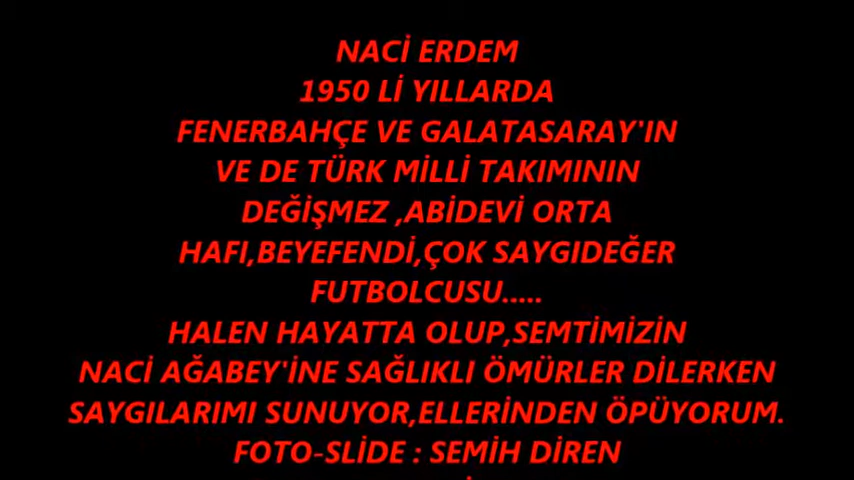 NACİ ERDEM
1950 Lİ YILLARDA
FENERBAHÇE VE GALATASARAY'IN
VE DE TÜRK MİLLİ TAKIMININ
DEĞİŞMEZ ,ABİDEVİ ORTA
HAFI,BEYEFENDİ,ÇOK SAYGIDEĞER
FUTBOLCUSU.....
HALEN HAYATTA OLUP,SEMTİMİZİN
NACİ AĞABEY'İNE SAĞLIKLI ÖMÜRLER DİLERKEN
SAYGILARIMI SUNUYOR,ELLERİNDEN ÖPÜYORUM.
FOTO-SLİDE : SEMİH DİREN